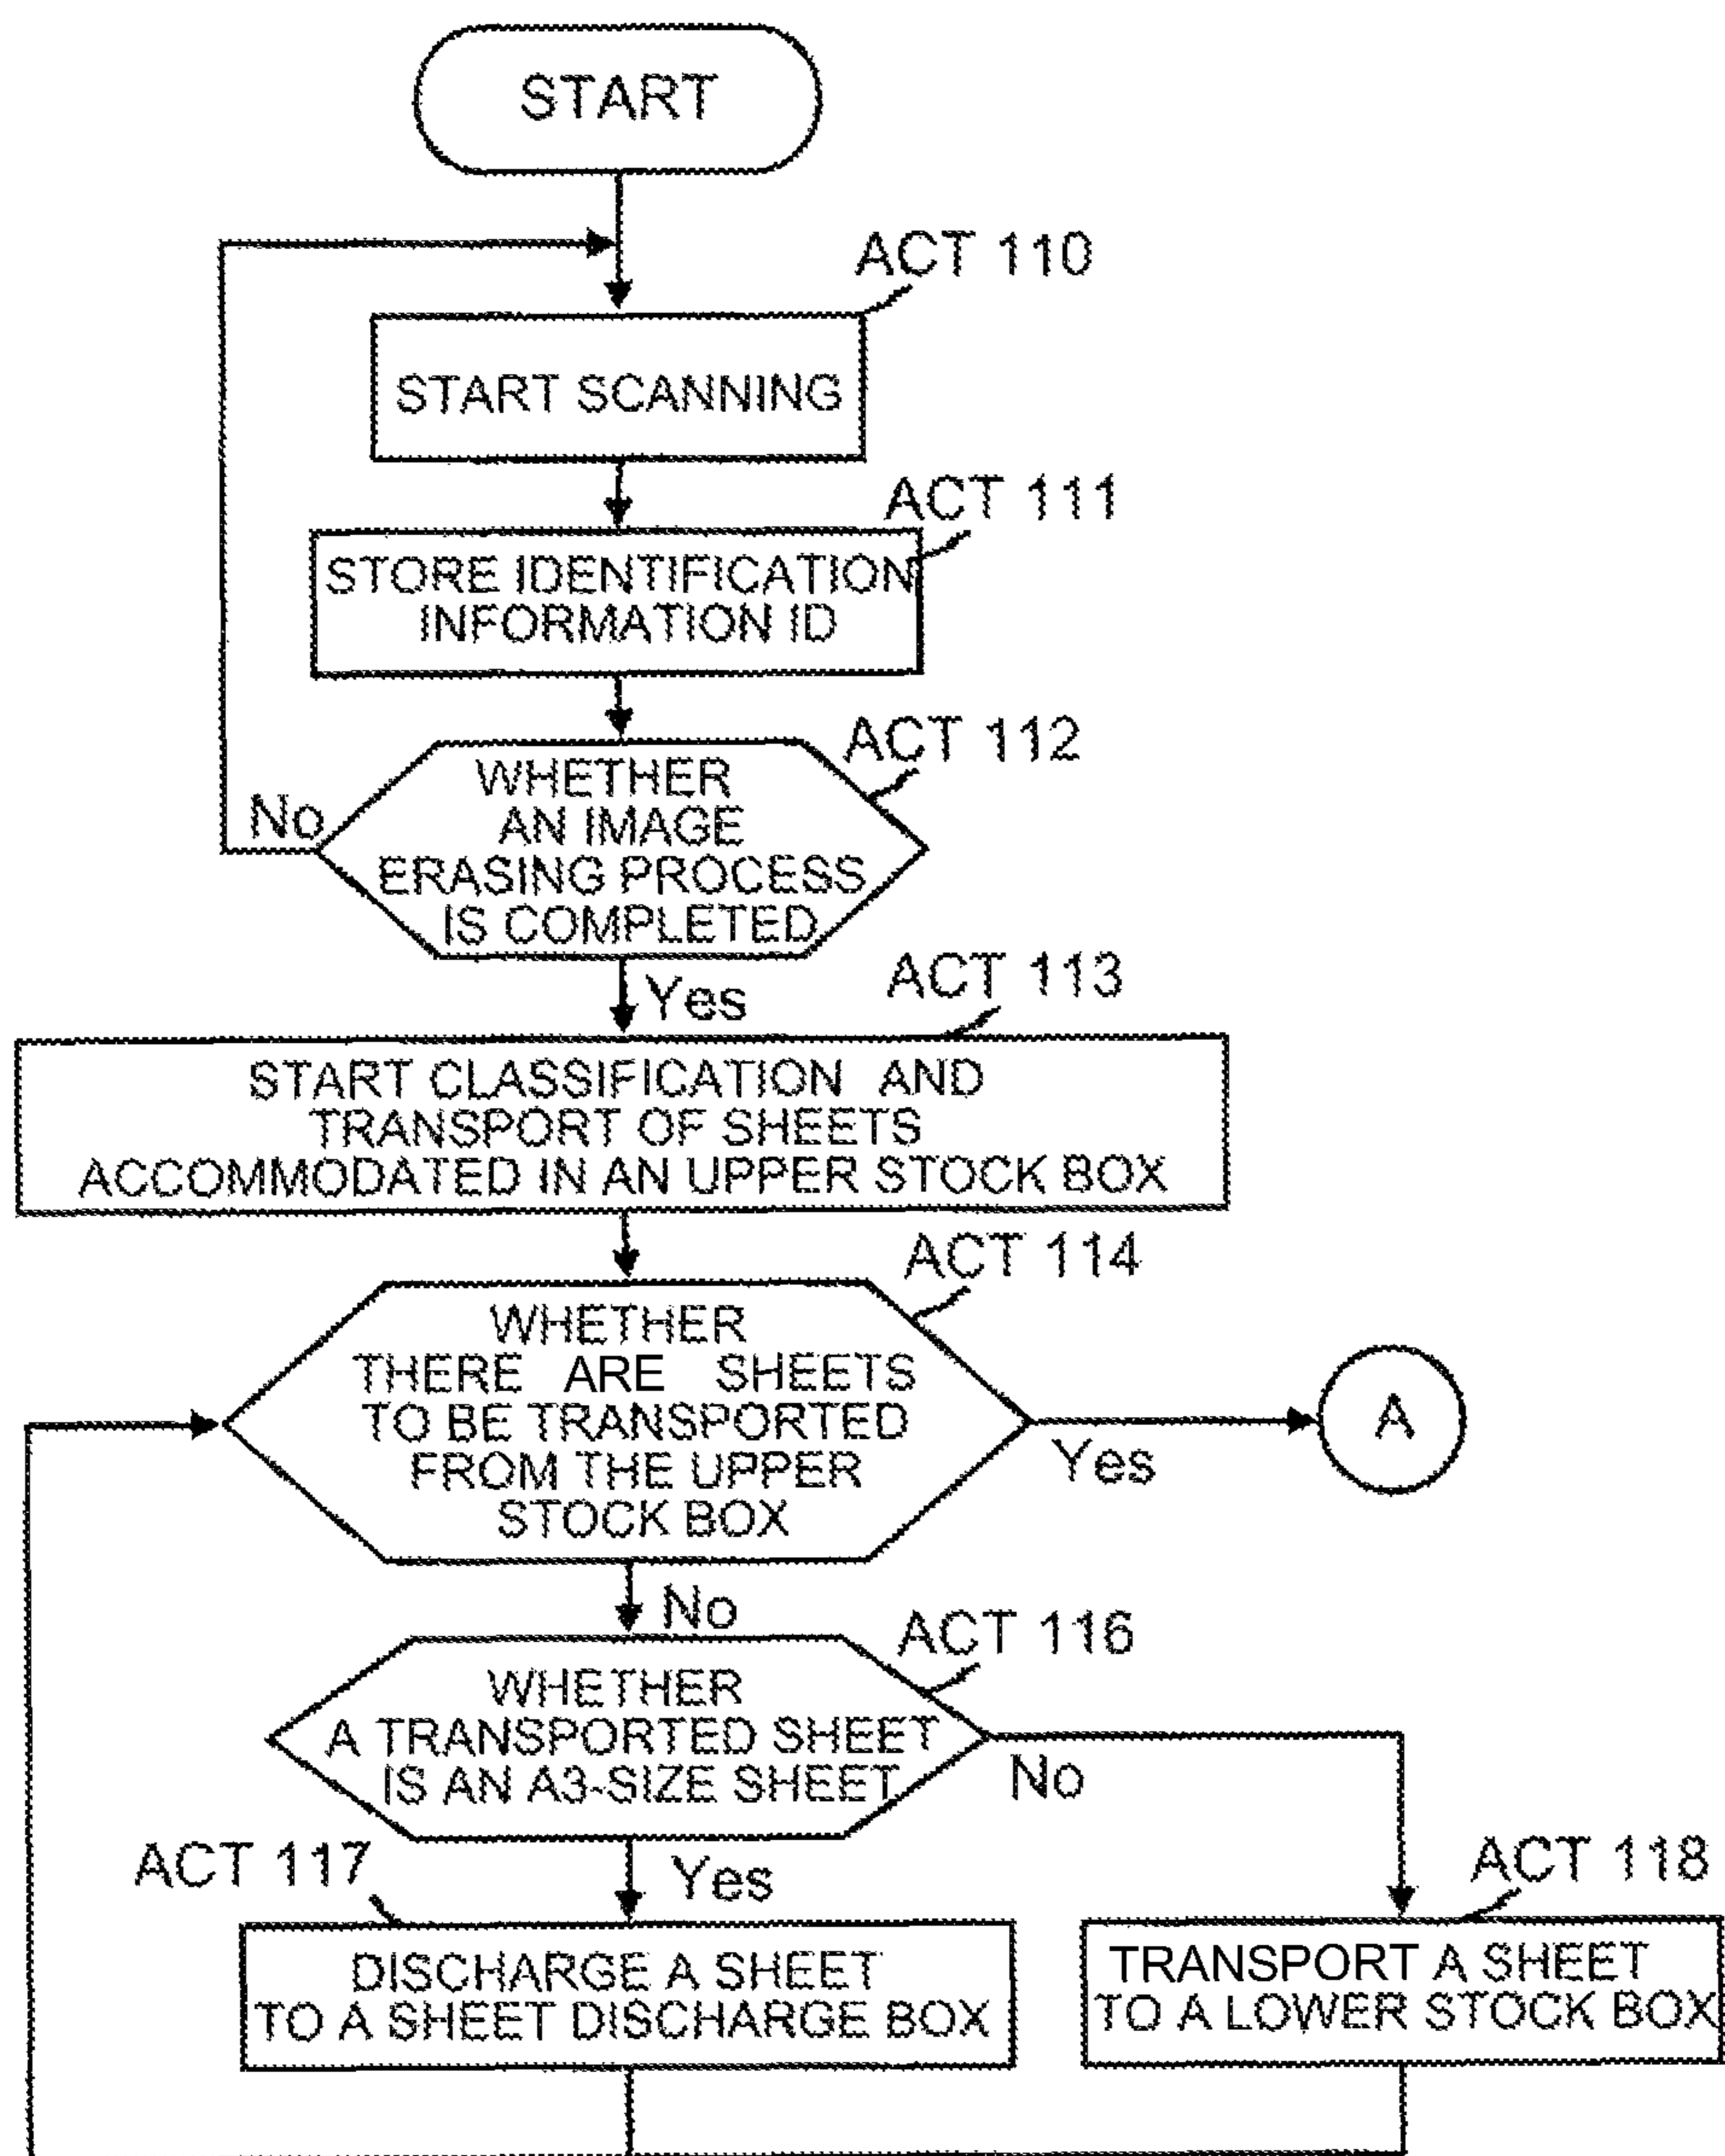 START
ACT 110
START SCANNING
ACT 111
STORE IDENTIFICATION
INFORMATION ID
ACT 112
WHETHER
AN IMAGE
ERASING PROCESS
IS COMPLETED
No
Yes
ACT 113
START CLASSIFICATION AND
TRANSPORT OF SHEETS
ACCOMMODATED IN AN UPPER STOCK BOX
ACT 114
WHETHER
THERE ARE SHEETS
TO BE TRANSPORTED
FROM THE UPPER
STOCK BOX
Yes
A
No
ACT 116
WHETHER
A TRANSPORTED SHEET
IS AN A3-SIZE SHEET
No
Yes
ACT 117
DISCHARGE A SHEET
TO A SHEET DISCHARGE BOX
ACT 118
TRANSPORT A SHEET
TO A LOWER STOCK BOX